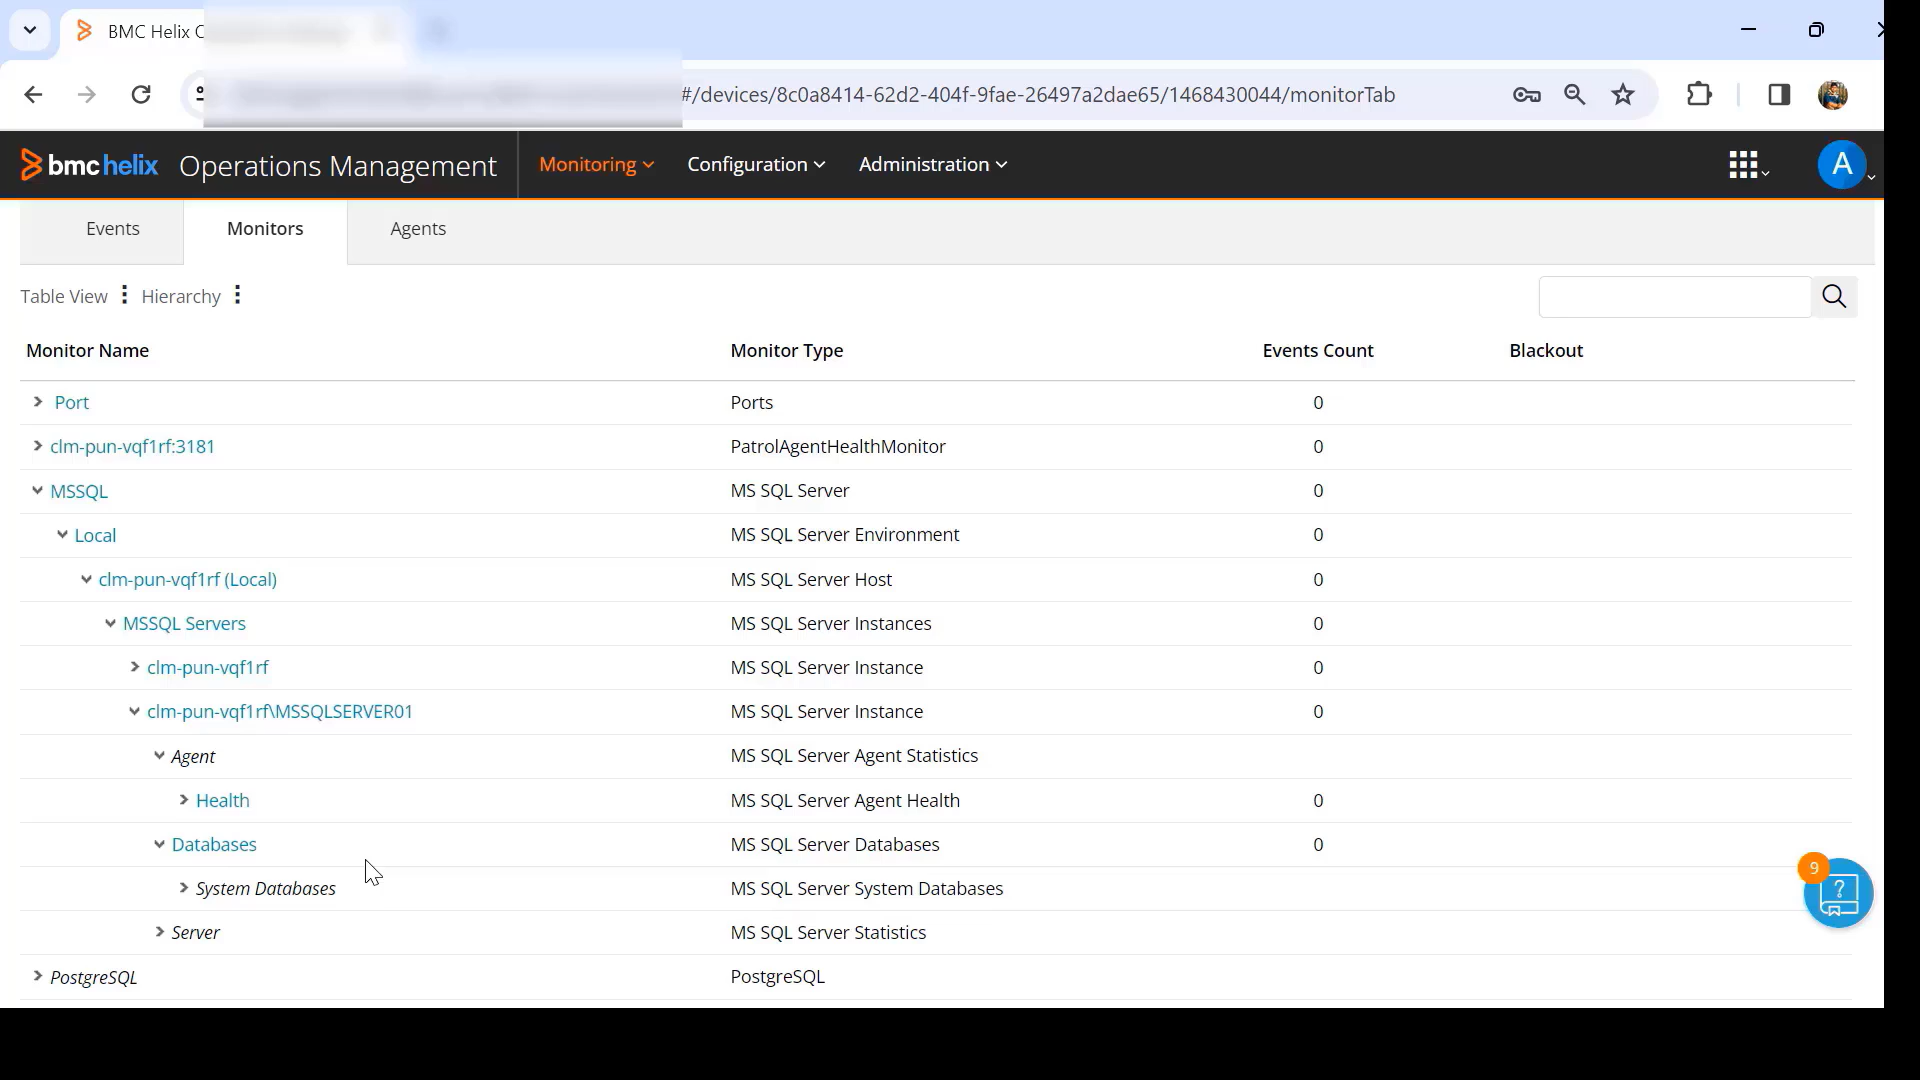 BMC Helix
#/devices/8c0a8414-62d2-404f-9fae-26497a2dae65/1468430044/monitorTab
bmc helix Operations Management Monitoring Configuration Administration A
Events Monitors Agents
Table View Hierarchy
Monitor Name Monitor Type Events Count Blackout
Port Ports 0
clm-pun-vqf1rf:3181 PatrolAgentHealthMonitor 0
MSSQL MS SQL Server 0
Local MS SQL Server Environment 0
clm-pun-vqf1rf (Local) MS SQL Server Host 0
MSSQL Servers MS SQL Server Instances 0
clm-pun-vqf1rf MS SQL Server Instance 0
clm-pun-vqf1rf\MSSQLSERVER01 MS SQL Server Instance 0
Agent MS SQL Server Agent Statistics
Health MS SQL Server Agent Health 0
Databases MS SQL Server Databases 0
9
System Databases MS SQL Server System Databases
Server MS SQL Server Statistics
PostgreSQL PostgreSQL